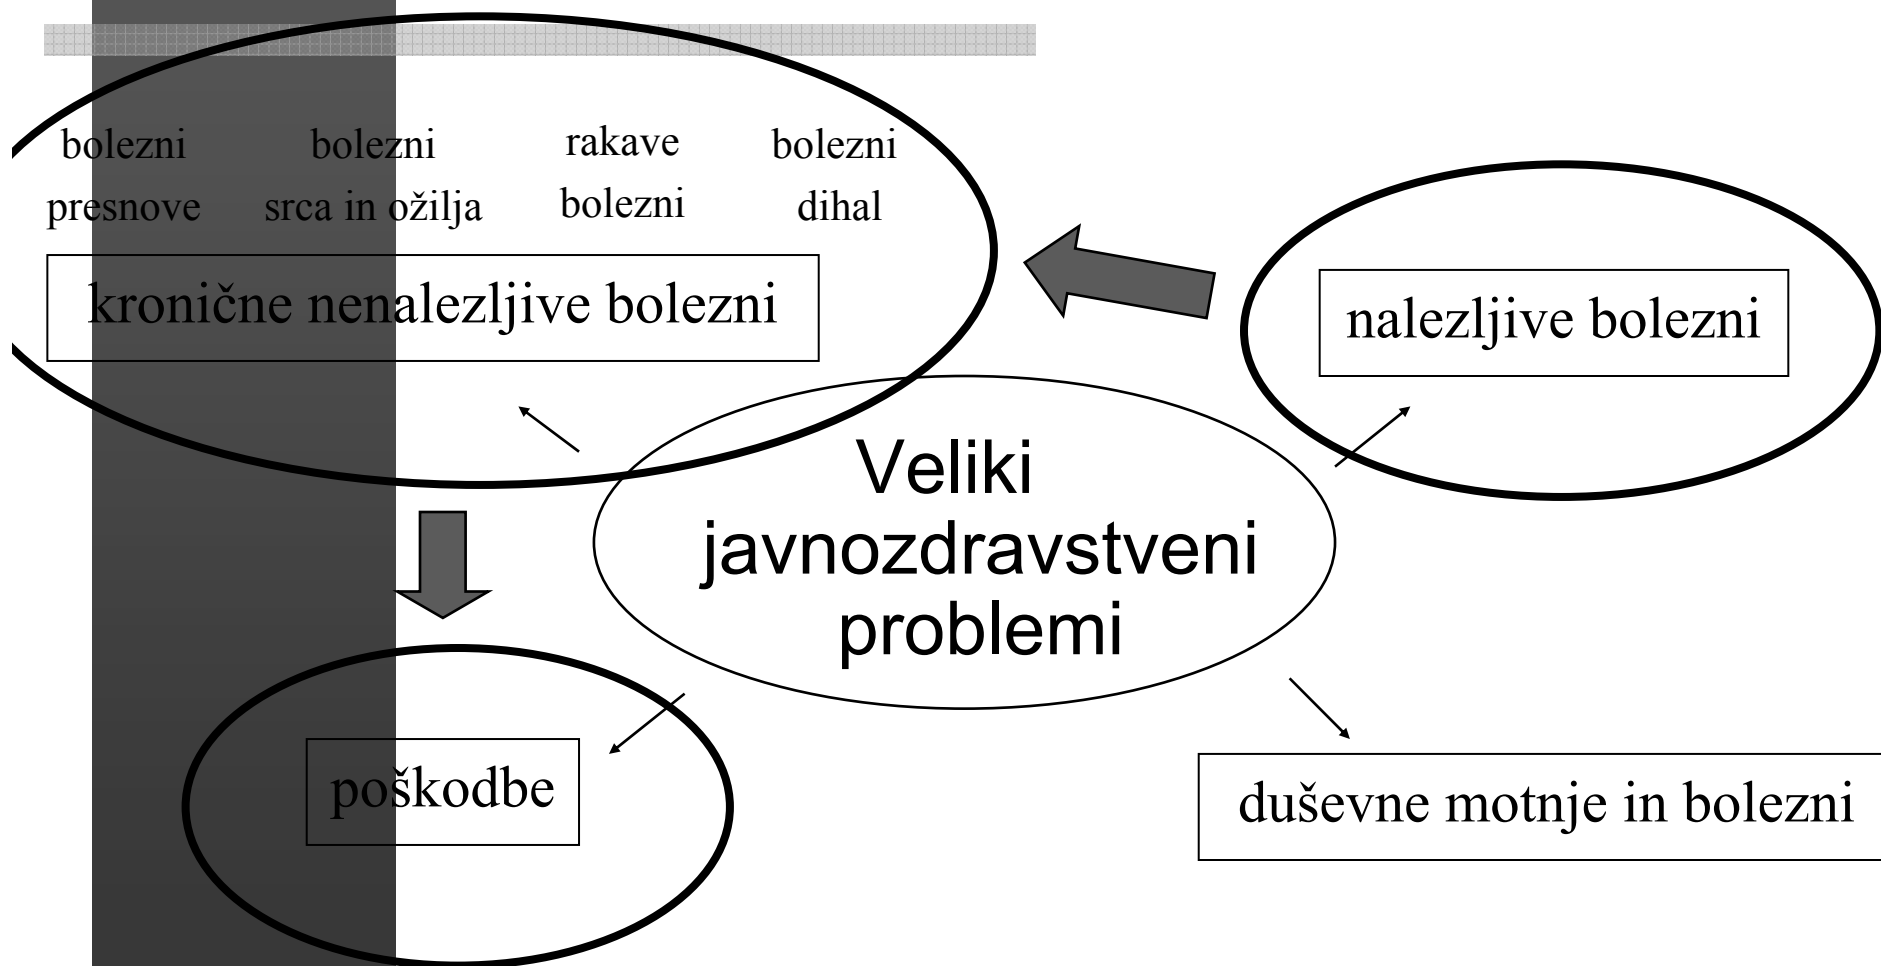 bolezni presnove
bolezni srca in ožilja
rakave bolezni
bolezni dihal
kronične nenalezljive bolezni
nalezljive bolezni
Veliki
javnozdravstveni
problemi
poškodbe
duševne motnje in bolezni